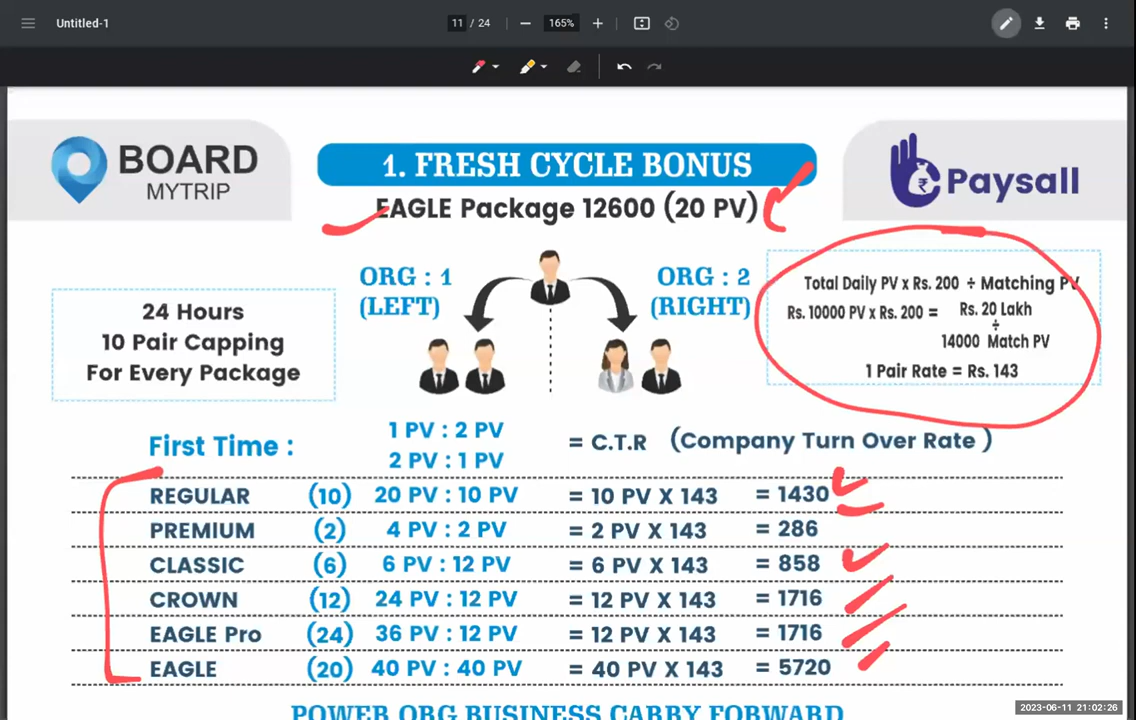 Untitled-1
11 / 24
165%
BOARD
MYTRIP
1. FRESH CYCLE BONUS
EAGLE Package 12600 (20 PV)
Paysall
24 Hours
10 Pair Capping
For Every Package
ORG : 1
(LEFT)
ORG : 2
(RIGHT)
Total Daily PV x Rs. 200 ÷ Matching PV
Rs. 10000 PV x Rs. 200 = Rs. 20 Lakh
÷
14000 Match PV
1 Pair Rate = Rs. 143
First Time :
1 PV : 2 PV
2 PV : 1 PV
= C.T.R (Company Turn Over Rate )
REGULAR (10) 20 PV : 10 PV = 10 PV X 143 = 1430
PREMIUM (2) 4 PV : 2 PV = 2 PV X 143 = 286
CLASSIC (6) 6 PV : 12 PV = 6 PV X 143 = 858
CROWN (12) 24 PV : 12 PV = 12 PV X 143 = 1716
EAGLE Pro (24) 36 PV : 12 PV = 12 PV X 143 = 1716
EAGLE (20) 40 PV : 40 PV = 40 PV X 143 = 5720
POWER ORG BUSINESS CARRY FORWARD
2023-06-11 21:02:26